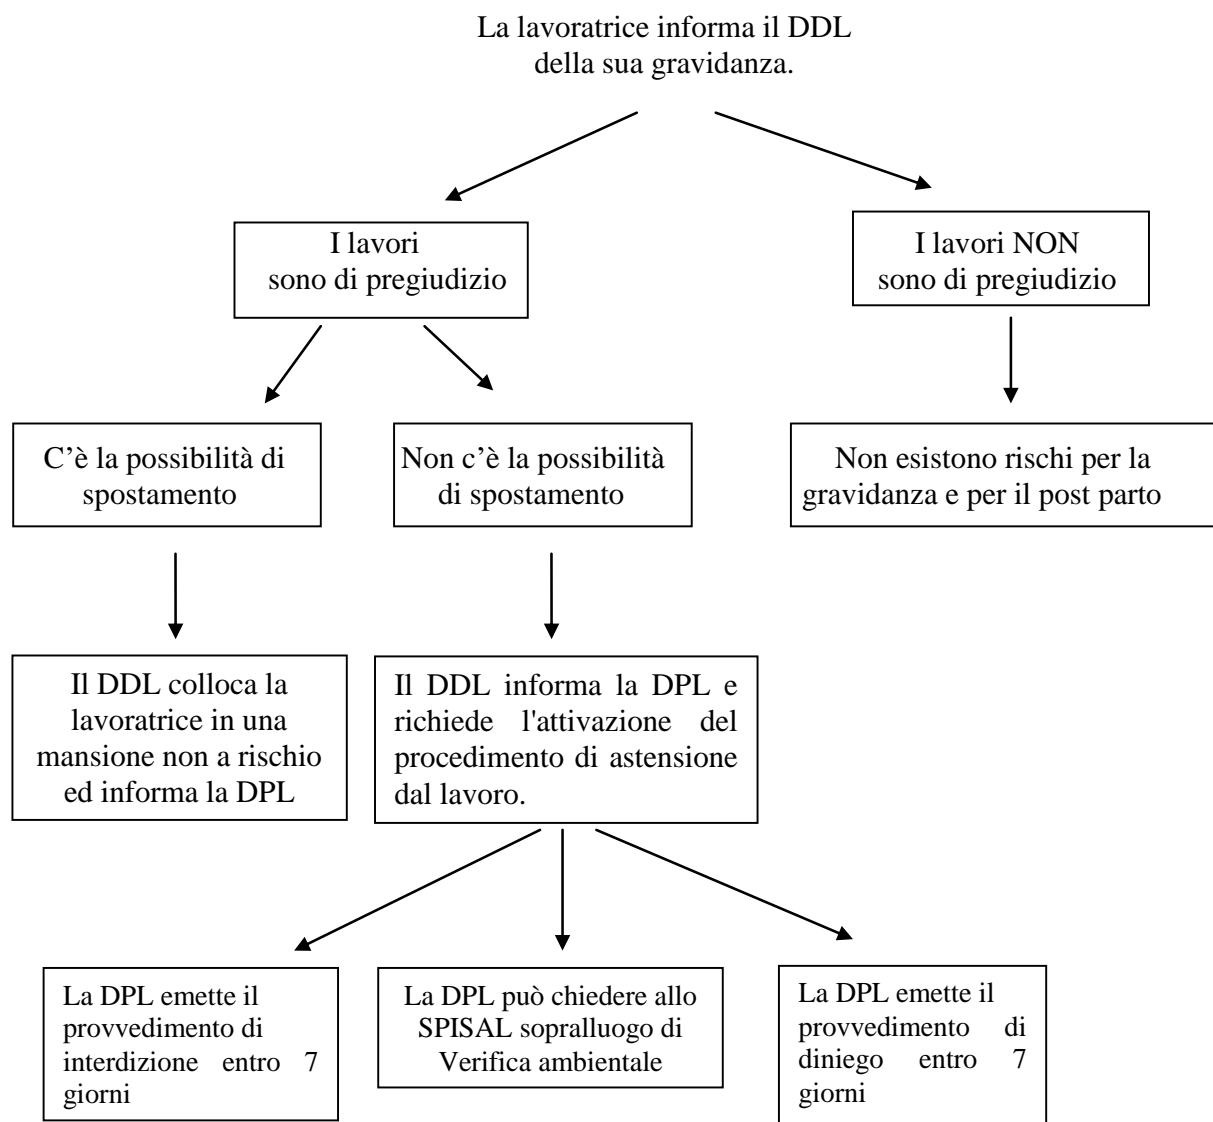 La lavoratrice informa il DDL
della sua gravidanza.
I lavori
sono di pregiudizio
I lavori NON
sono di pregiudizio
C’è la possibilità di
spostamento
Non c’è la possibilità
di spostamento
Non esistono rischi per la
gravidanza e per il post parto
Il DDL colloca la
lavoratrice in una
mansione non a rischio
ed informa la DPL
Il DDL informa la DPL e
richiede l'attivazione del
procedimento di astensione
dal lavoro.
La DPL emette il
provvedimento di
interdizione entro 7
giorni
La DPL può chiedere allo
SPISAL sopralluogo di
Verifica ambientale
La DPL emette il
provvedimento di
diniego entro 7
giorni